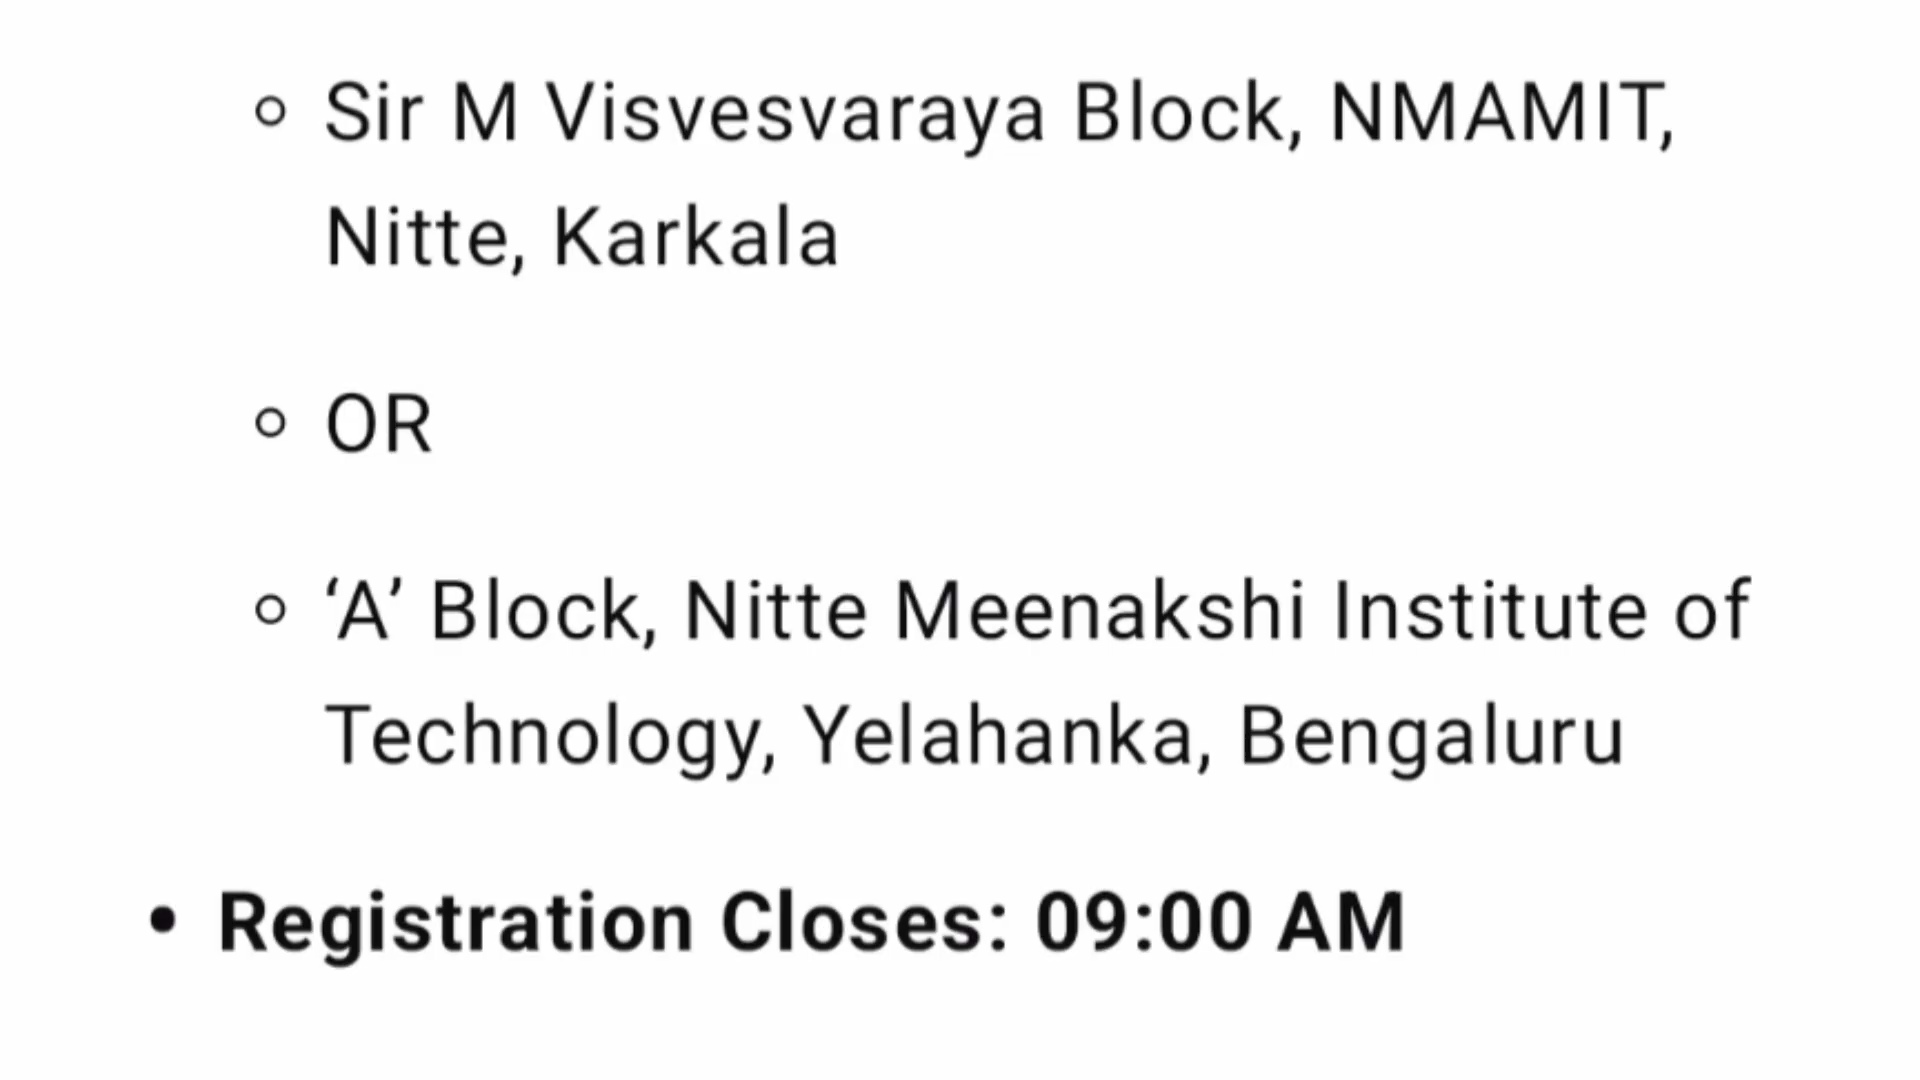 Sir M Visvesvaraya Block, NMAMIT,
Nitte, Karkala
OR
‘A’ Block, Nitte Meenakshi Institute of
Technology, Yelahanka, Bengaluru
Registration Closes: 09:00 AM